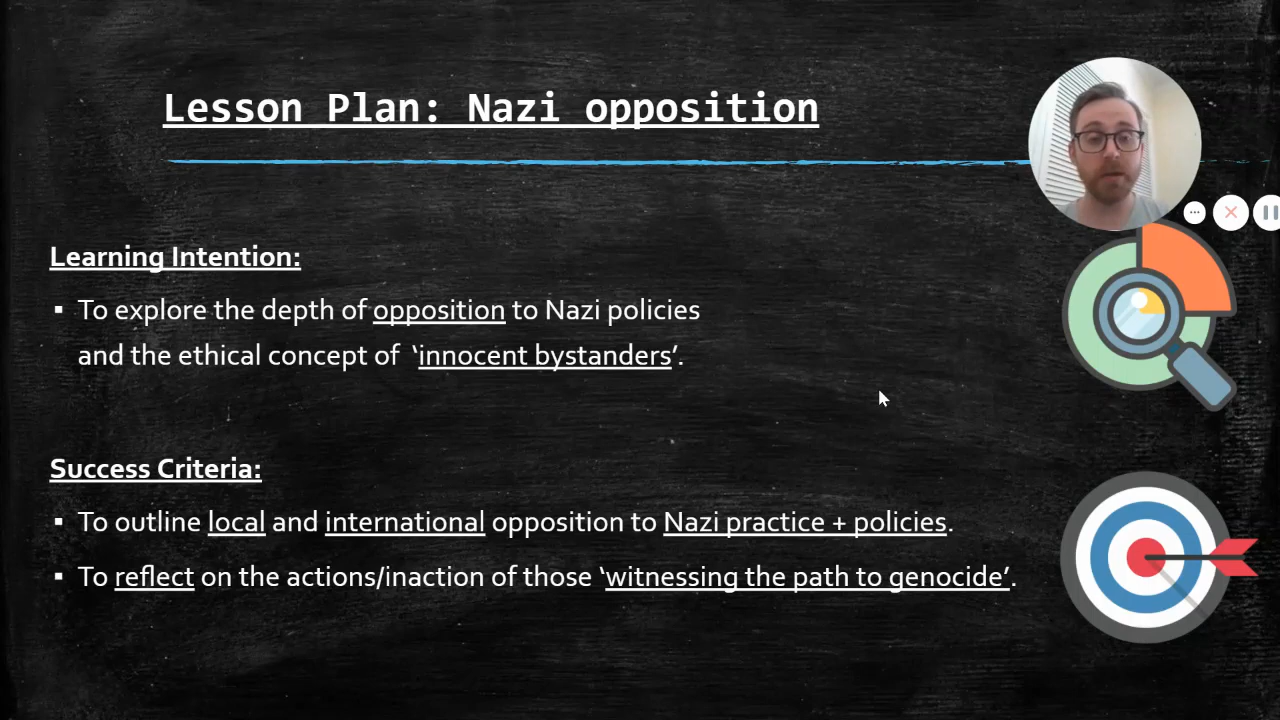 Lesson Plan: Nazi opposition
Learning Intention:
▪ To explore the depth of opposition to Nazi policies
and the ethical concept of ‘innocent bystanders’.
Success Criteria:
▪ To outline local and international opposition to Nazi practice + policies.
▪ To reflect on the actions/inaction of those ‘witnessing the path to genocide’.